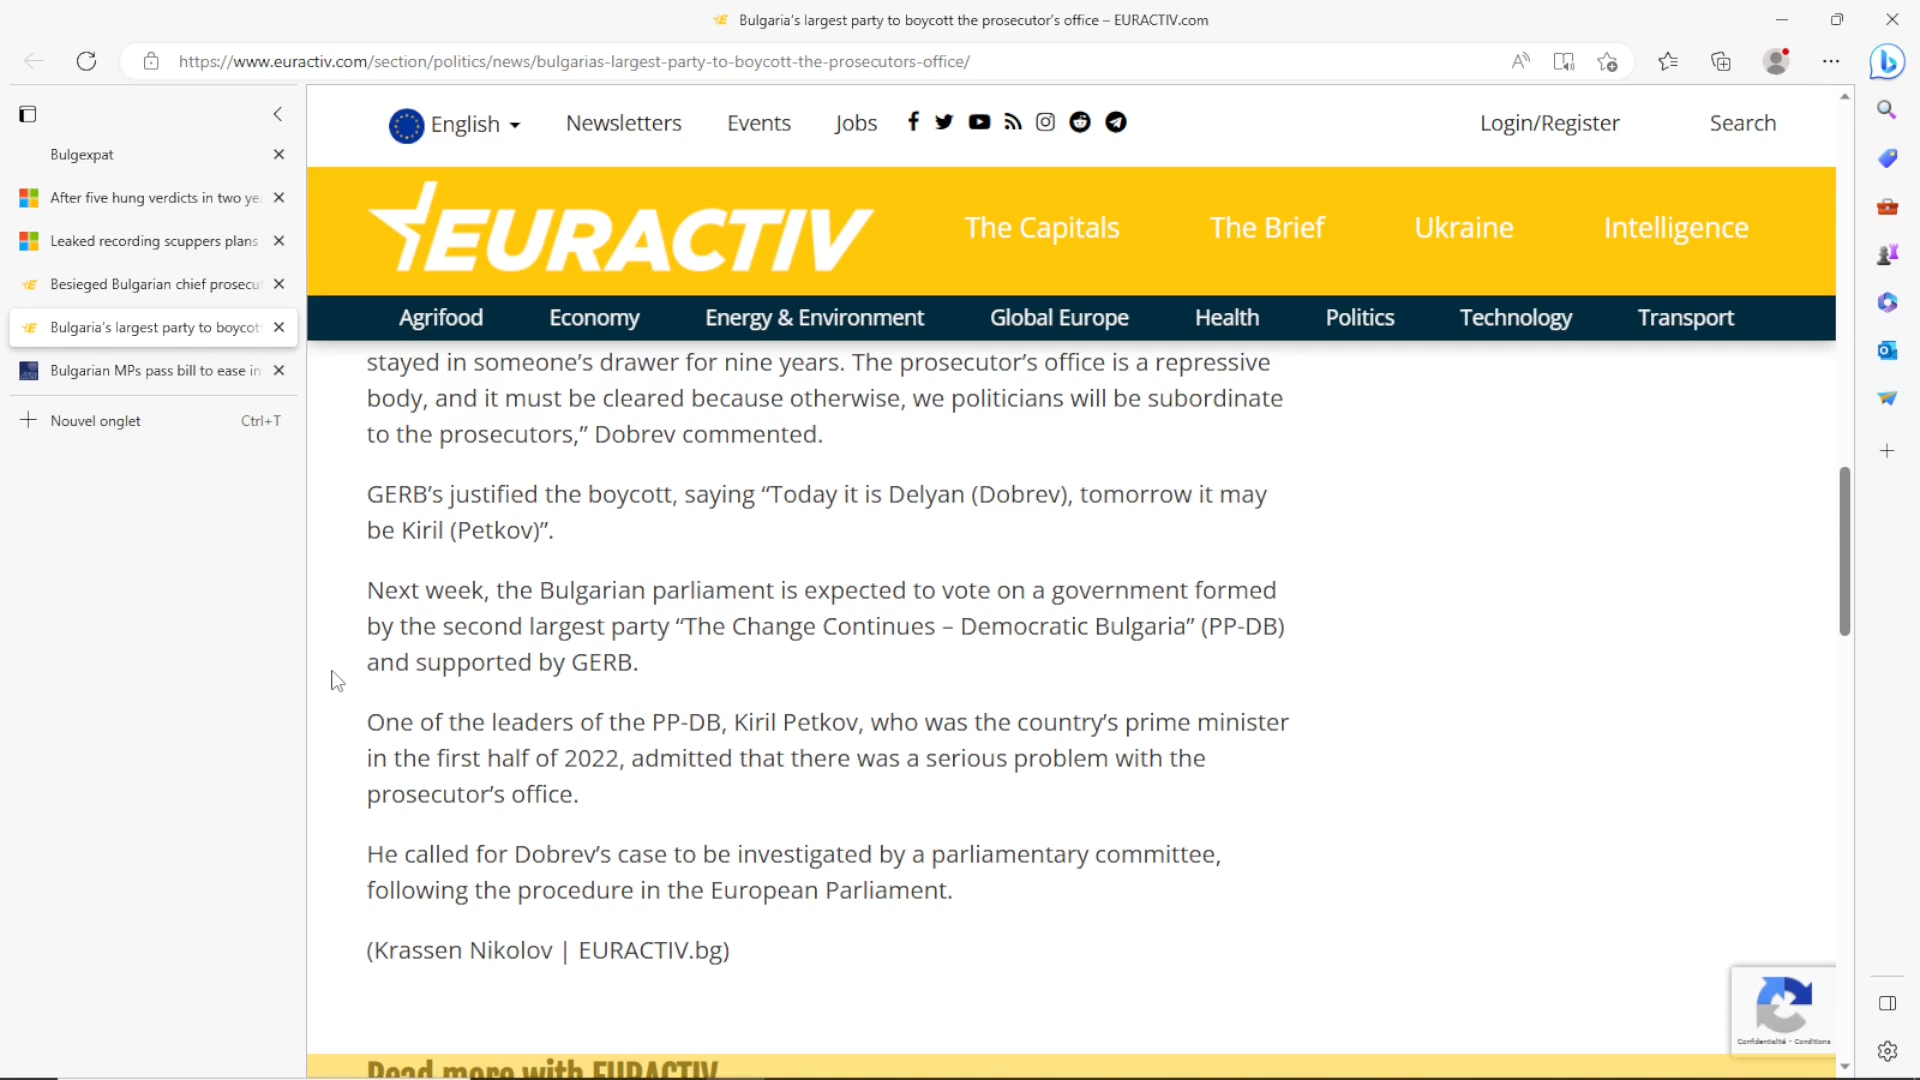 Bulgaria's largest party to boycott the prosecutor's office – EURACTIV.com
https://www.euractiv.com/section/politics/news/bulgarias-largest-party-to-boycott-the-prosecutors-office/
Bulgexpat
After five hung verdicts in two ye
Leaked recording scuppers plans
Besieged Bulgarian chief prosecu
Bulgaria's largest party to boycot
Bulgarian MPs pass bill to ease in
Nouvel onglet Ctrl+T
English Newsletters Events Jobs Login/Register Search
EURACTIV The Capitals The Brief Ukraine Intelligence
Agrifood Economy Energy & Environment Global Europe Health Politics Technology Transport
stayed in someone's drawer for nine years. The prosecutor's office is a repressive
body, and it must be cleared because otherwise, we politicians will be subordinate
to the prosecutors,” Dobrev commented.
GERB's justified the boycott, saying “Today it is Delyan (Dobrev), tomorrow it may
be Kiril (Petkov)”.
Next week, the Bulgarian parliament is expected to vote on a government formed
by the second largest party “The Change Continues – Democratic Bulgaria” (PP-DB)
and supported by GERB.
One of the leaders of the PP-DB, Kiril Petkov, who was the country's prime minister
in the first half of 2022, admitted that there was a serious problem with the
prosecutor's office.
He called for Dobrev's case to be investigated by a parliamentary committee,
following the procedure in the European Parliament.
(Krassen Nikolov | EURACTIV.bg)
Confidentialité - Conditions
Read more with EURACTIV